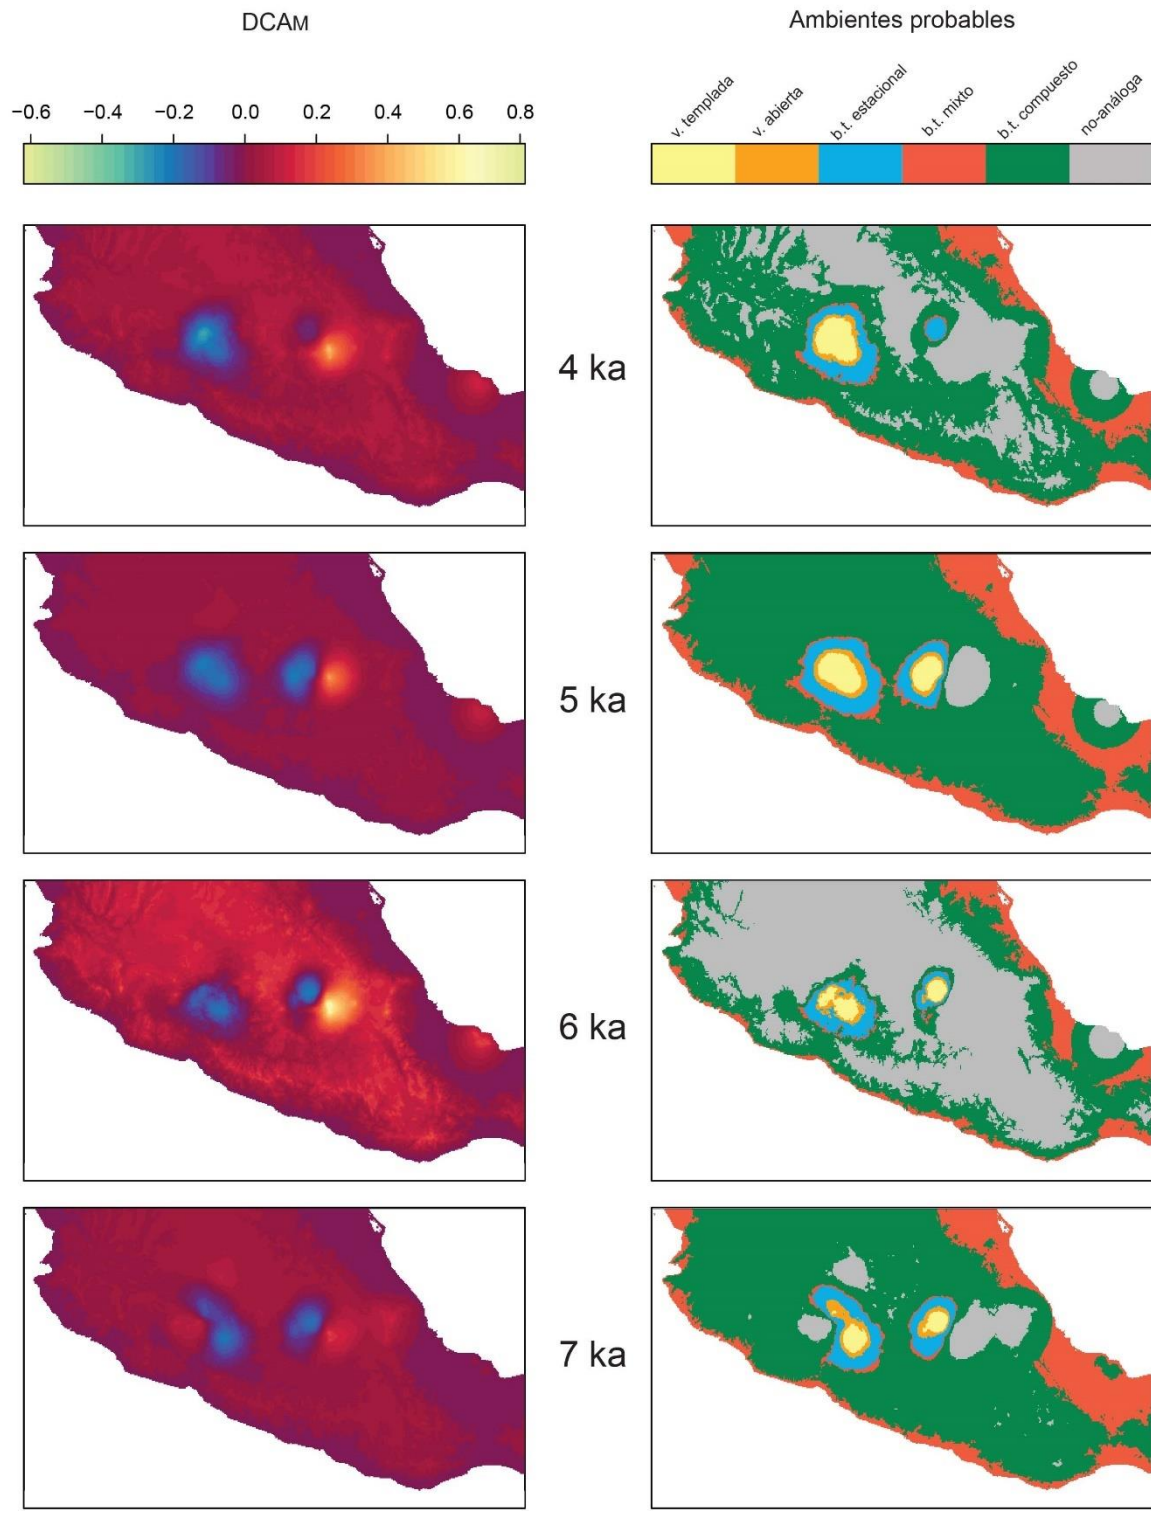 DCAM
Ambientes probables
−0.6 −0.4 −0.2 0.0 0.2 0.4 0.6 0.8
v. templada
v. abierta
b.t. estacional
b.t. mixto
b.t. compuesto
no-análoga
4 ka
5 ka
6 ka
7 ka